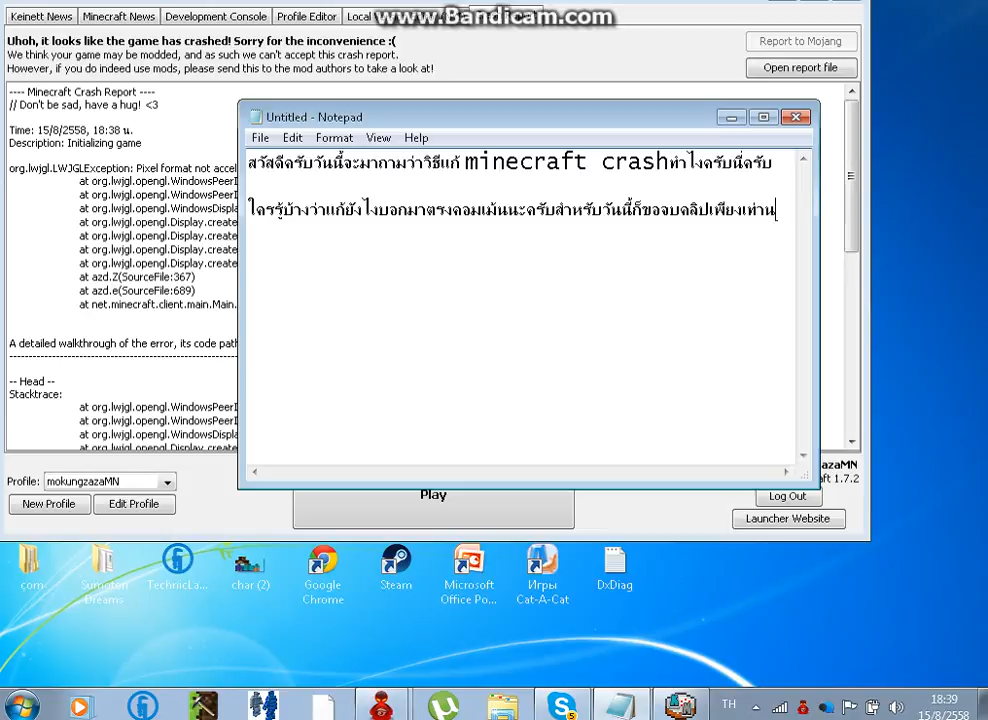 www.Bandicam.com
Keinett News Minecraft News Development Console Profile Editor Local
Uhoh, it looks like the game has crashed! Sorry for the inconvenience :(
We think your game may be modded, and as such we can't accept this crash report.
However, if you do indeed use mods, please send this to the mod authors to take a look at!
Report to Mojang
Open report file
---- Minecraft Crash Report ----
// Don't be sad, have a hug! <3
Time: 15/8/2558, 18:38 น.
Description: Initializing game
org.lwjgl.LWJGLException: Pixel format not accel
at org.lwjgl.opengl.WindowsPeerI
at org.lwjgl.opengl.WindowsPeerI
at org.lwjgl.opengl.WindowsDispla
at org.lwjgl.opengl.Display.create
at org.lwjgl.opengl.Display.create
at org.lwjgl.opengl.Display.create
at azd.Z(SourceFile:367)
at azd.e(SourceFile:689)
at net.minecraft.client.main.Main.
A detailed walkthrough of the error, its code path
-- Head --
Stacktrace:
at org.lwjgl.opengl.WindowsPeerI
at org.lwjgl.opengl.WindowsPeerI
at org.lwjgl.opengl.WindowsDispla
at org.lwjgl.opengl.Display.create
Untitled - Notepad
File Edit Format View Help
สวัสดีครับวันนี้จะมาถามว่าวิธีแก้ minecraft crashทำไงครับนี่ครับ
ใครรู้บ้างว่าแก้ยังไงบอกมาตรงคอมเม้นนะครับสำหรับวันนี้ก็ขอจบคลิปเพียงเท่าน
Profile: mokungzazaMN
New Profile Edit Profile
Play
azaMN
ft 1.7.2
Log Out
Launcher Website
com
Sumoten Dreams
TechnicLa...
char (2)
Google Chrome
Steam
Microsoft Office Po...
Игры Cat-A-Cat
DxDiag
TH
18:39
15/8/2558